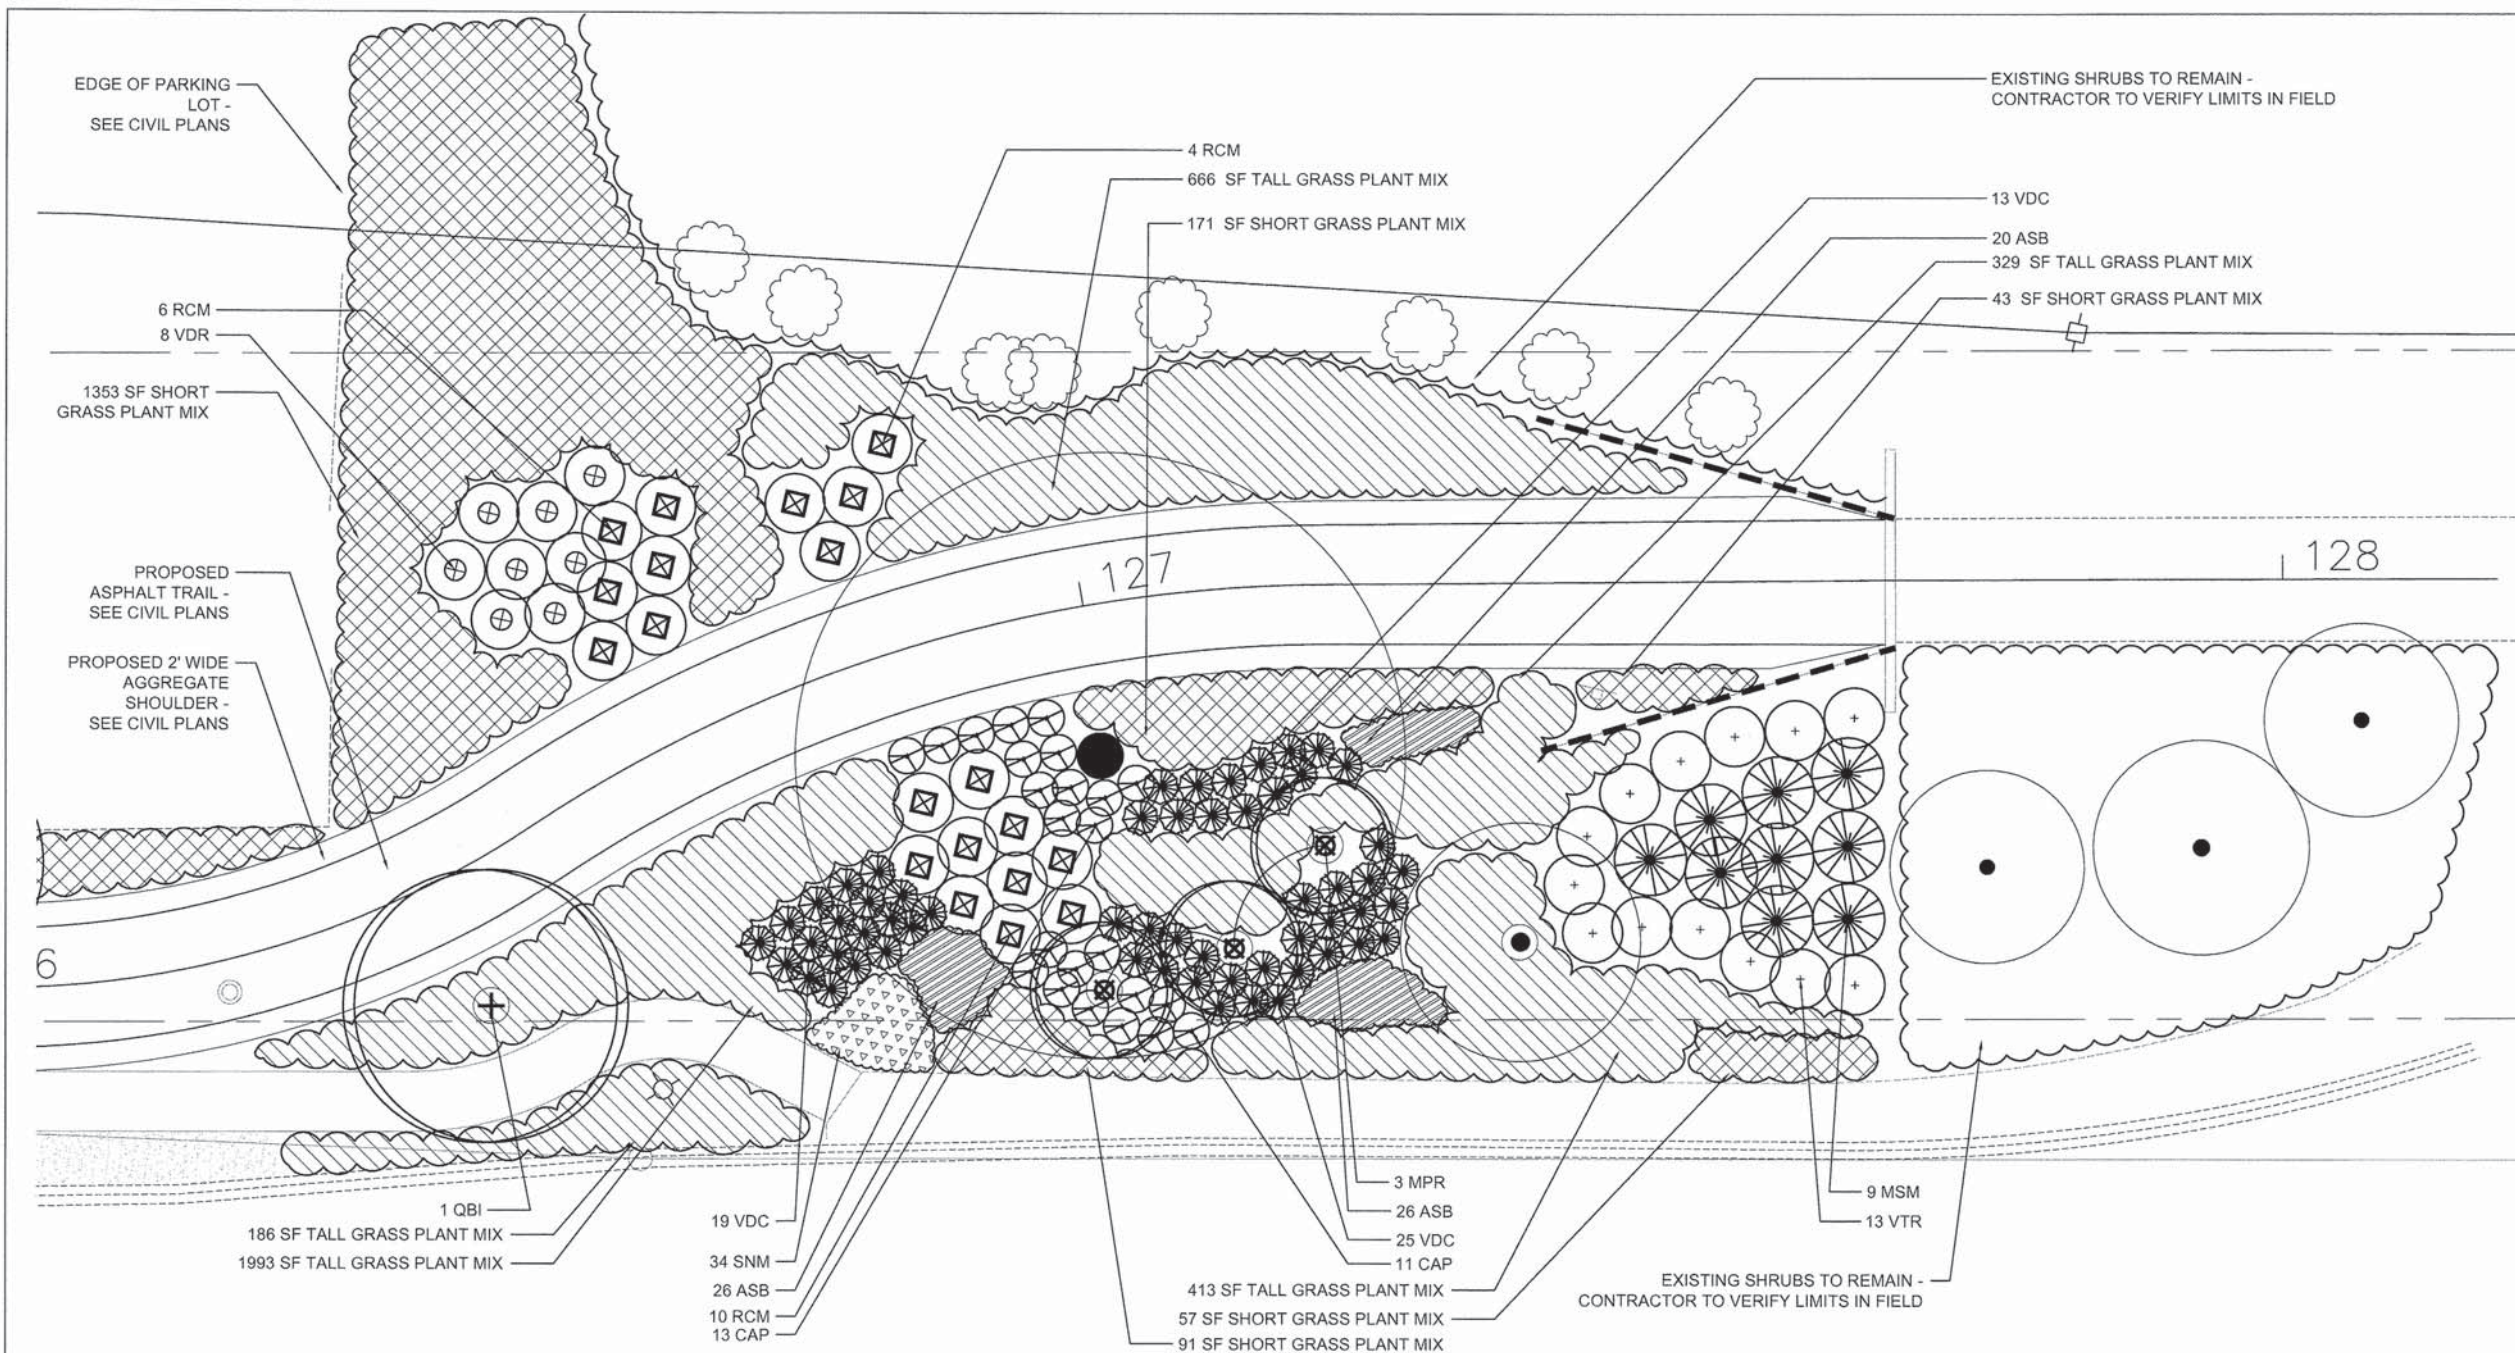 EDGE OF PARKING
LOT -
SEE CIVIL PLANS
6 RCM
8 VDR
1353 SF SHORT
GRASS PLANT MIX
PROPOSED
ASPHALT TRAIL -
SEE CIVIL PLANS
PROPOSED 2' WIDE
AGGREGATE
SHOULDER -
SEE CIVIL PLANS
4 RCM
666 SF TALL GRASS PLANT MIX
171 SF SHORT GRASS PLANT MIX
EXISTING SHRUBS TO REMAIN -
CONTRACTOR TO VERIFY LIMITS IN FIELD
13 VDC
20 ASB
329 SF TALL GRASS PLANT MIX
43 SF SHORT GRASS PLANT MIX
127
128
6
1 QBI
186 SF TALL GRASS PLANT MIX
1993 SF TALL GRASS PLANT MIX
19 VDC
34 SNM
26 ASB
10 RCM
13 CAP
3 MPR
26 ASB
25 VDC
11 CAP
413 SF TALL GRASS PLANT MIX
57 SF SHORT GRASS PLANT MIX
91 SF SHORT GRASS PLANT MIX
9 MSM
13 VTR
EXISTING SHRUBS TO REMAIN -
CONTRACTOR TO VERIFY LIMITS IN FIELD